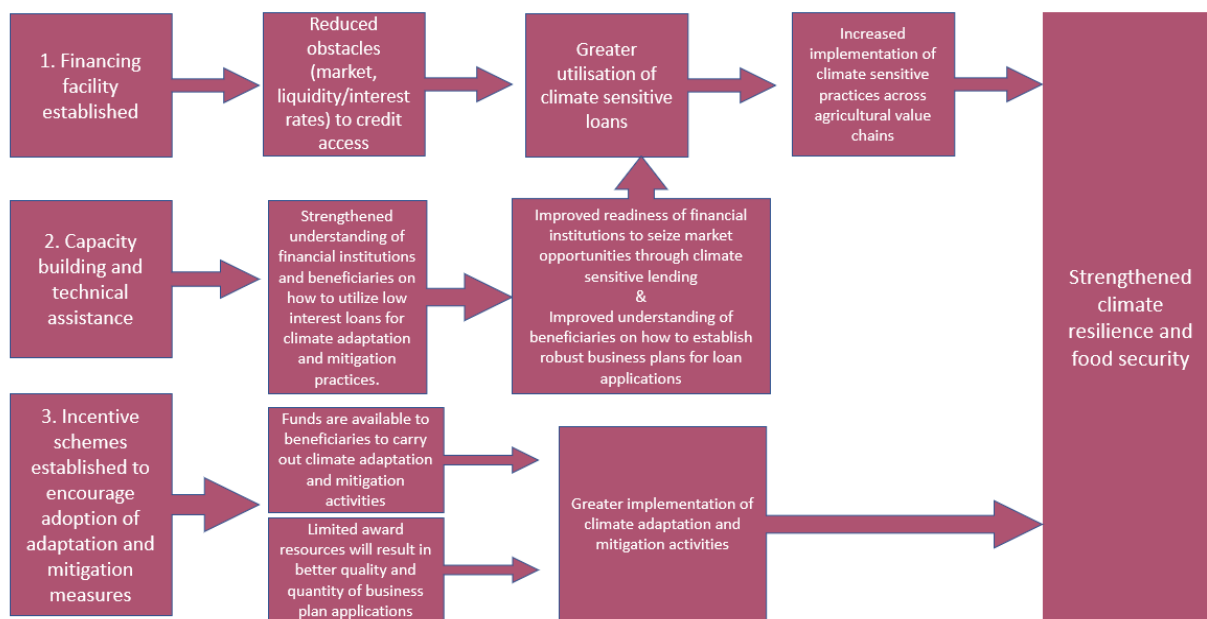 1. Financing
facility
established
Reduced
obstacles
(market,
liquidity/interest
rates) to credit
access
Greater
utilisation of
climate sensitive
loans
Increased
implementation of
climate sensitive
practices across
agricultural value
chains
2. Capacity
building and
technical
assistance
Strengthened
understanding of
financial institutions
and beneficiaries on
how to utilize low
interest loans for
climate adaptation
and mitigation
practices.
Improved readiness of financial
institutions to seize market
opportunities through climate
sensitive lending
&
Improved understanding of
beneficiaries on how to establish
robust business plans for loan
applications
3. Incentive
schemes
established to
encourage
adoption of
adaptation and
mitigation
measures
Funds are available to
beneficiaries to carry
out climate adaptation
and mitigation
activities
Limited award
resources will result in
better quality and
quantity of business
plan applications
Greater implementation of
climate adaptation and
mitigation activities
Strengthened
climate
resilience and
food security